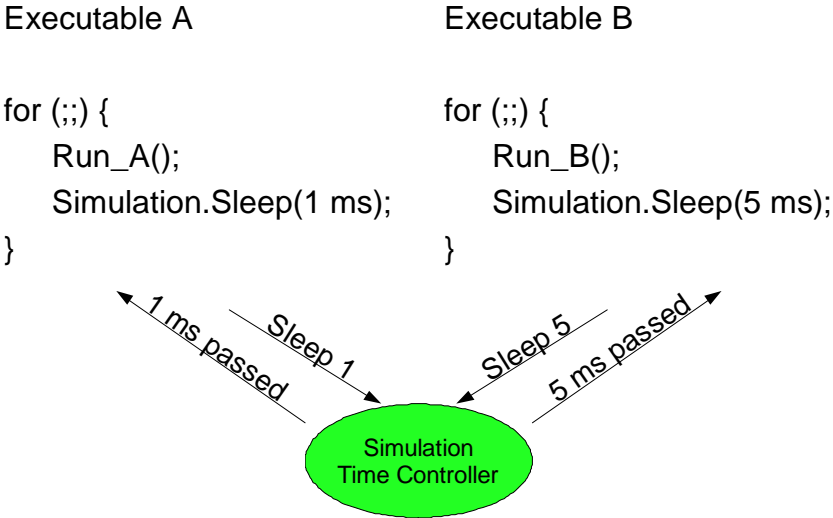 Executable A
for (;;) {
Run_A();
Simulation.Sleep(1 ms);
}
Executable B
for (;;) {
Run_B();
Simulation.Sleep(5 ms);
}
1 ms passed
Sleep 1
Sleep 5
5 ms passed
Simulation
Time Controller